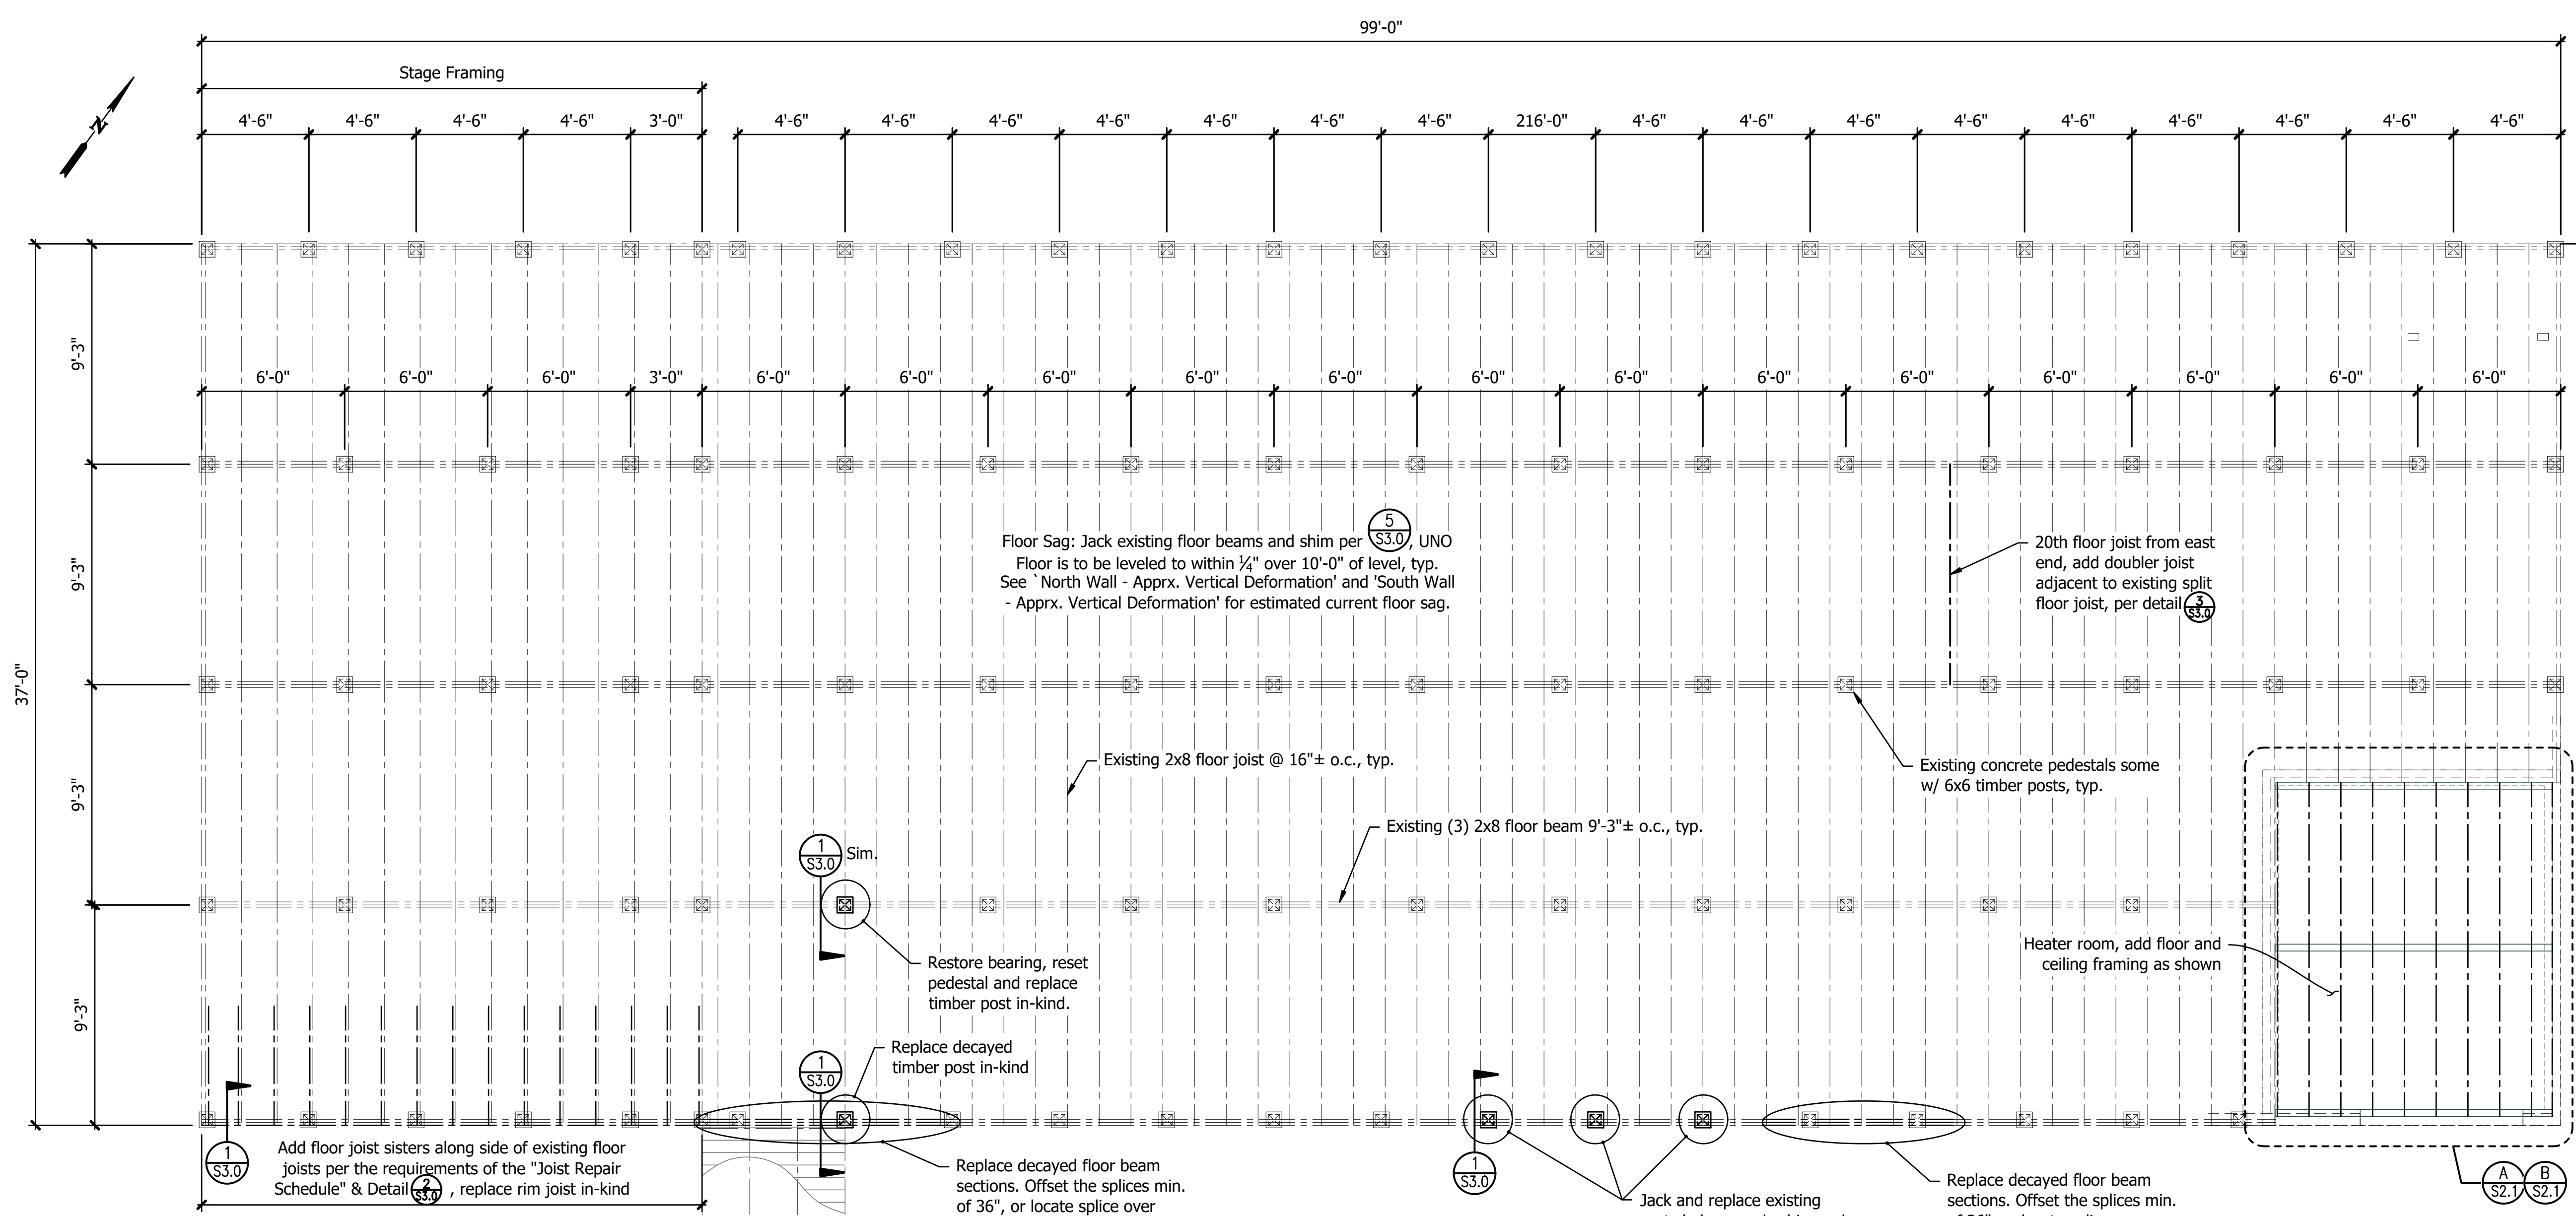 99'-0"
Stage Framing
4'-6" 4'-6" 4'-6" 4'-6" 3'-0" 4'-6" 4'-6" 4'-6" 4'-6" 4'-6" 4'-6" 4'-6" 216'-0" 4'-6" 4'-6" 4'-6" 4'-6" 4'-6" 4'-6" 4'-6" 4'-6" 4'-6"
N
9'-3"
6'-0" 6'-0" 6'-0" 3'-0" 6'-0" 6'-0" 6'-0" 6'-0" 6'-0" 6'-0" 6'-0" 6'-0" 6'-0" 6'-0" 6'-0" 6'-0" 6'-0"
37'-0"
9'-3"
9'-3"
9'-3"
5
S3.0
Floor Sag: Jack existing floor beams and shim per , UNO
Floor is to be leveled to within ¼" over 10'-0" of level, typ.
See `North Wall - Apprx. Vertical Deformation' and 'South Wall
- Apprx. Vertical Deformation' for estimated current floor sag.
20th floor joist from east
end, add doubler joist
adjacent to existing split
floor joist, per detail
3
S3.0
Existing 2x8 floor joist @ 16"± o.c., typ.
Existing concrete pedestals some
w/ 6x6 timber posts, typ.
Existing (3) 2x8 floor beam 9'-3"± o.c., typ.
1
S3.0
Sim.
Restore bearing, reset
pedestal and replace
timber post in-kind.
Heater room, add floor and
ceiling framing as shown
Replace decayed
timber post in-kind
1
S3.0
1
S3.0
Add floor joist sisters along side of existing floor
joists per the requirements of the "Joist Repair
Schedule" & Detail , replace rim joist in-kind
2
S3.0
Replace decayed floor beam
sections. Offset the splices min.
of 36", or locate splice over
1
S3.0
Jack and replace existing
Replace decayed floor beam
sections. Offset the splices min.
A
S2.1
B
S2.1